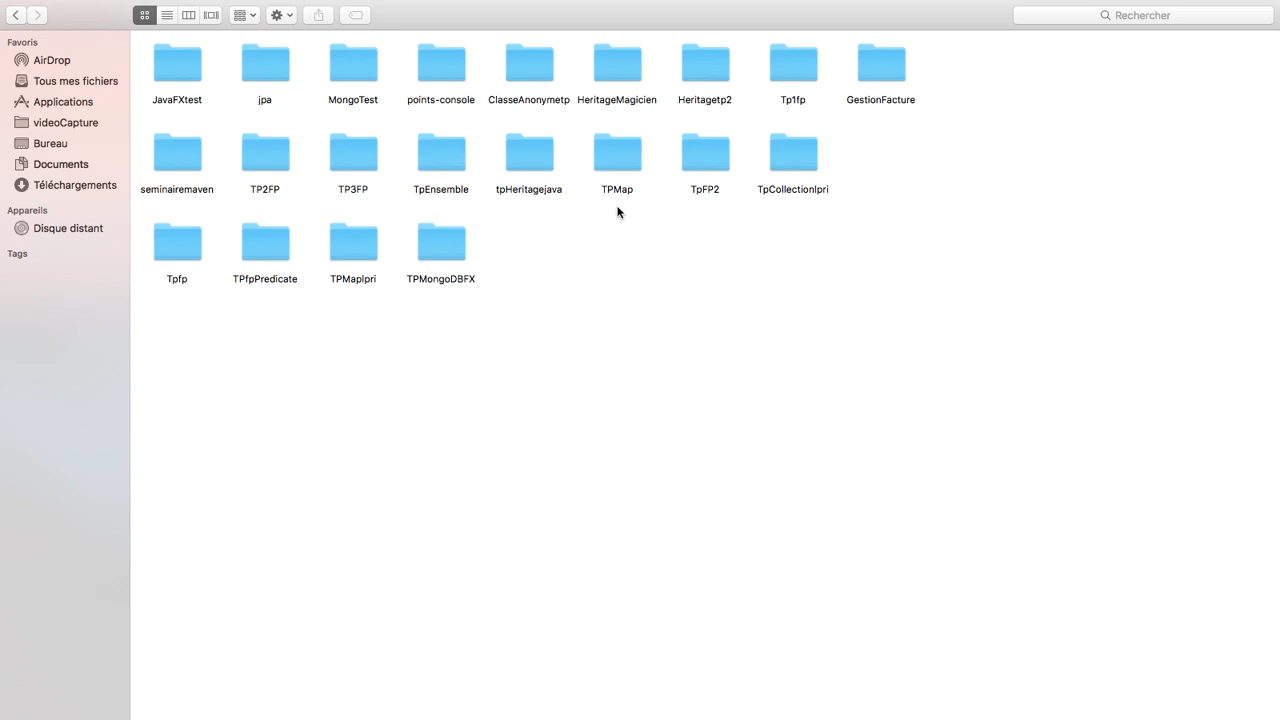 Rechercher
Favoris
AirDrop
Tous mes fichiers
Applications
videoCapture
Bureau
Documents
Téléchargements
Appareils
Disque distant
Tags
JavaFXtest
jpa
MongoTest
points-console
ClasseAnonymetp
HeritageMagicien
Heritagetp2
Tp1fp
GestionFacture
seminairemaven
TP2FP
TP3FP
TpEnsemble
tpHeritagejava
TPMap
TpFP2
TpCollectionIpri
Tpfp
TPfpPredicate
TPMapIpri
TPMongoDBFX